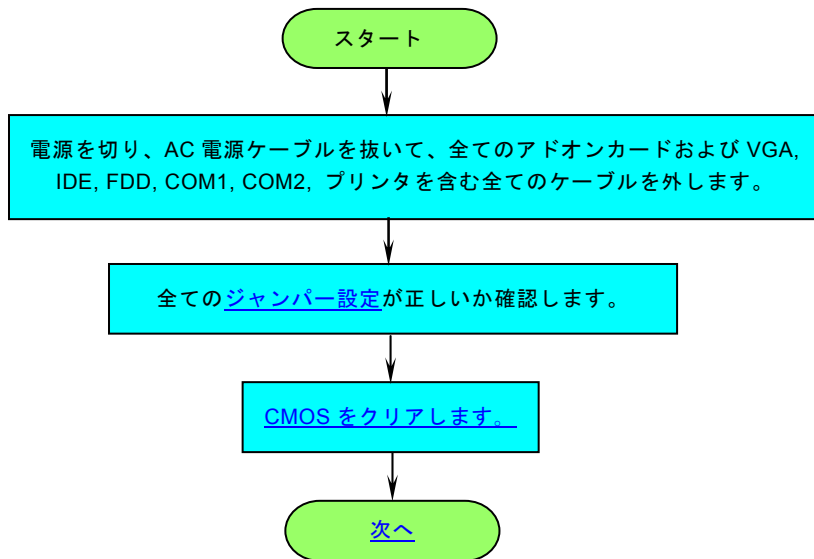 スタート
電源を切り、AC 電源ケーブルを抜いて、全てのアドオンカードおよび VGA,
IDE, FDD, COM1, COM2, プリンタを含む全てのケーブルを外します。
全てのジャンパー設定が正しいか確認します。
CMOS をクリアします。
次へ